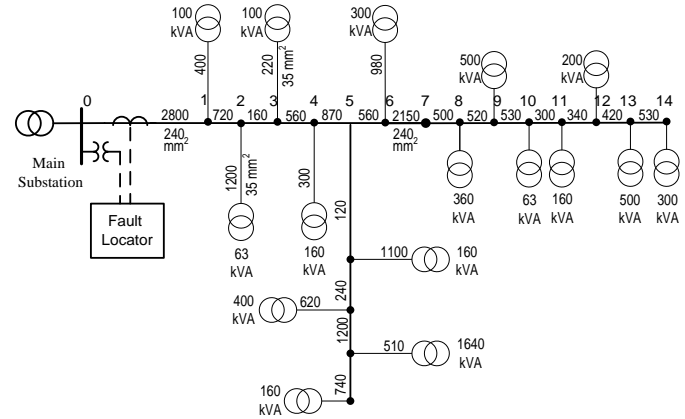 100
kVA
100
kVA
300
kVA
500
kVA
200
kVA
400
220
35 mm²
980
0
1
2
3
4
5
6
7
8
9
10
11
12
13
14
2800
720
160
560
870
560
2150
500
520
530
300
340
420
530
240
mm²
240
mm²
Main
Substation
Fault
Locator
1200
35 mm²
300
63
kVA
160
kVA
360
kVA
63
kVA
160
kVA
500
kVA
300
kVA
120
1100
160
kVA
240
400
kVA
620
1200
510
1640
kVA
740
160
kVA